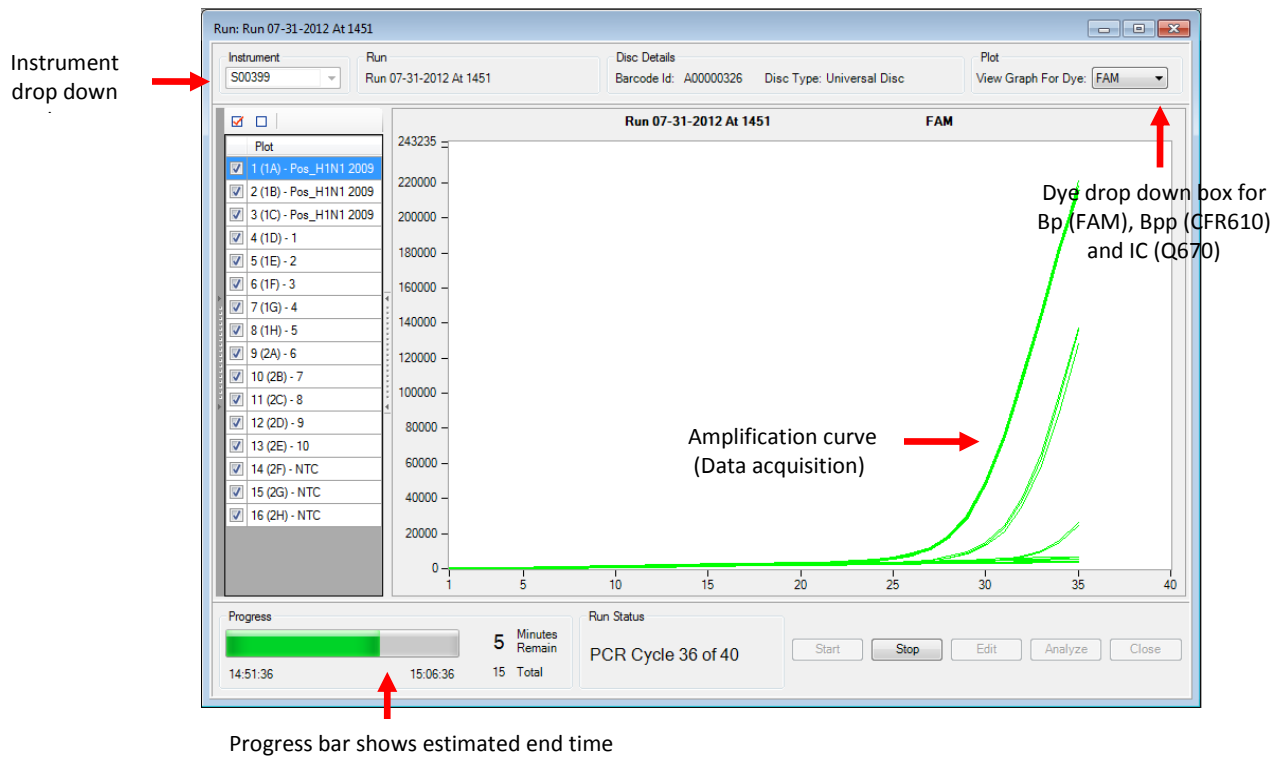 Run: Run 07-31-2012 At 1451
Instrument
drop down
Instrument
S00399
Run
Run 07-31-2012 At 1451
Disc Details
Barcode Id: A00000326 Disc Type: Universal Disc
Plot
View Graph For Dye: FAM
Plot
1 (1A) - Pos_H1N1 2009
2 (1B) - Pos_H1N1 2009
3 (1C) - Pos_H1N1 2009
4 (1D) - 1
5 (1E) - 2
6 (1F) - 3
7 (1G) - 4
8 (1H) - 5
9 (2A) - 6
10 (2B) - 7
11 (2C) - 8
12 (2D) - 9
13 (2E) - 10
14 (2F) - NTC
15 (2G) - NTC
16 (2H) - NTC
Run 07-31-2012 At 1451 FAM
243235
220000
200000
180000
160000
140000
120000
100000
80000
60000
40000
20000
0
1 5 10 15 20 25 30 35 40
Dye drop down box for
Bp (FAM), Bpp (CFR610)
and IC (Q670)
Amplification curve
(Data acquisition)
Progress
14:51:36 15:06:36
5 Minutes
Remain
15 Total
Run Status
PCR Cycle 36 of 40
Start Stop Edit Analyze Close
Progress bar shows estimated end time